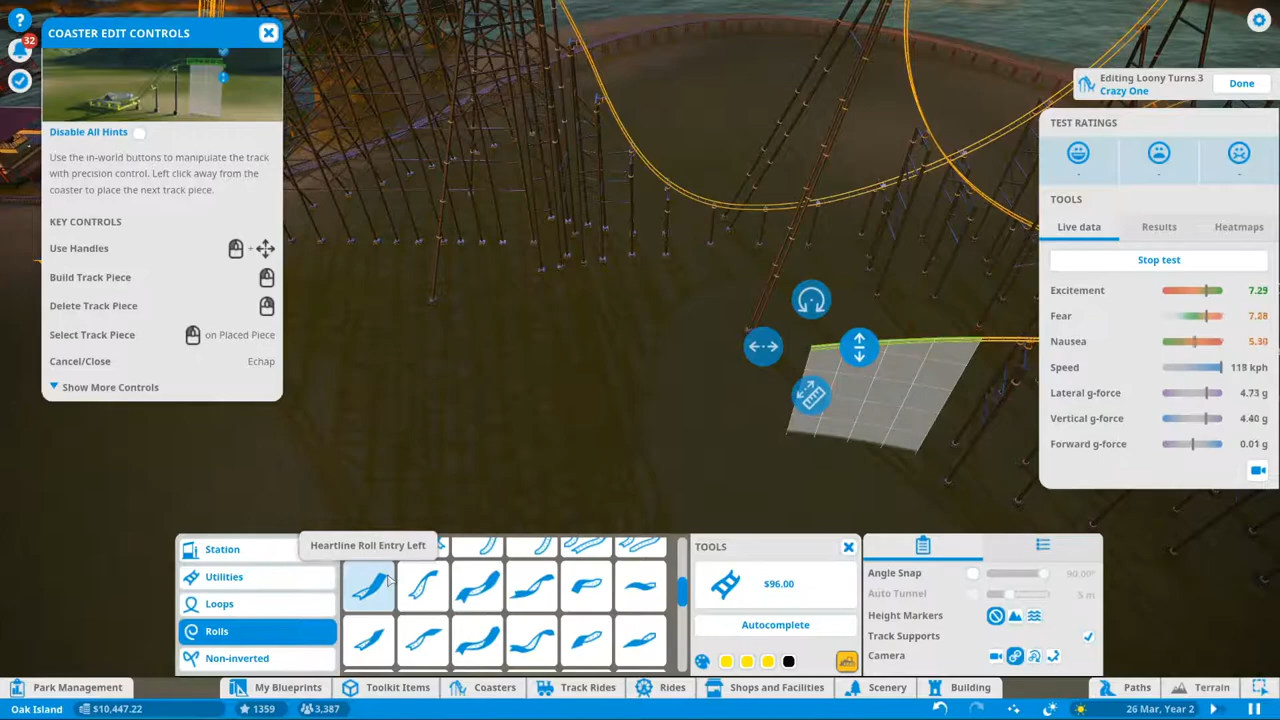 ?
32
COASTER EDIT CONTROLS
Disable All Hints
Use the in-world buttons to manipulate the track
with precision control. Left click away from the
coaster to place the next track piece.
KEY CONTROLS
Use Handles
+
Build Track Piece
Delete Track Piece
Select Track Piece
on Placed Piece
Cancel/Close
Echap
Show More Controls
Editing Loony Turns 3
Crazy One
Done
TEST RATINGS
- - -
TOOLS
Live data
Results
Heatmaps
Stop test
Excitement
7.29
Fear
7.28
Nausea
5.30
Speed
118 kph
Lateral g-force
4.73 g
Vertical g-force
4.40 g
Forward g-force
0.01 g
Station
Utilities
Loops
Rolls
Non-inverted
Heartline Roll Entry Left
TOOLS
$96.00
Autocomplete
Angle Snap
90.00°
Auto Tunnel
5 m
Height Markers
Track Supports
Camera
Park Management
My Blueprints
Toolkit Items
Coasters
Track Rides
Rides
Shops and Facilities
Scenery
Building
Paths
Terrain
Oak Island
$10,447.22
1359
3,387
26 Mar, Year 2